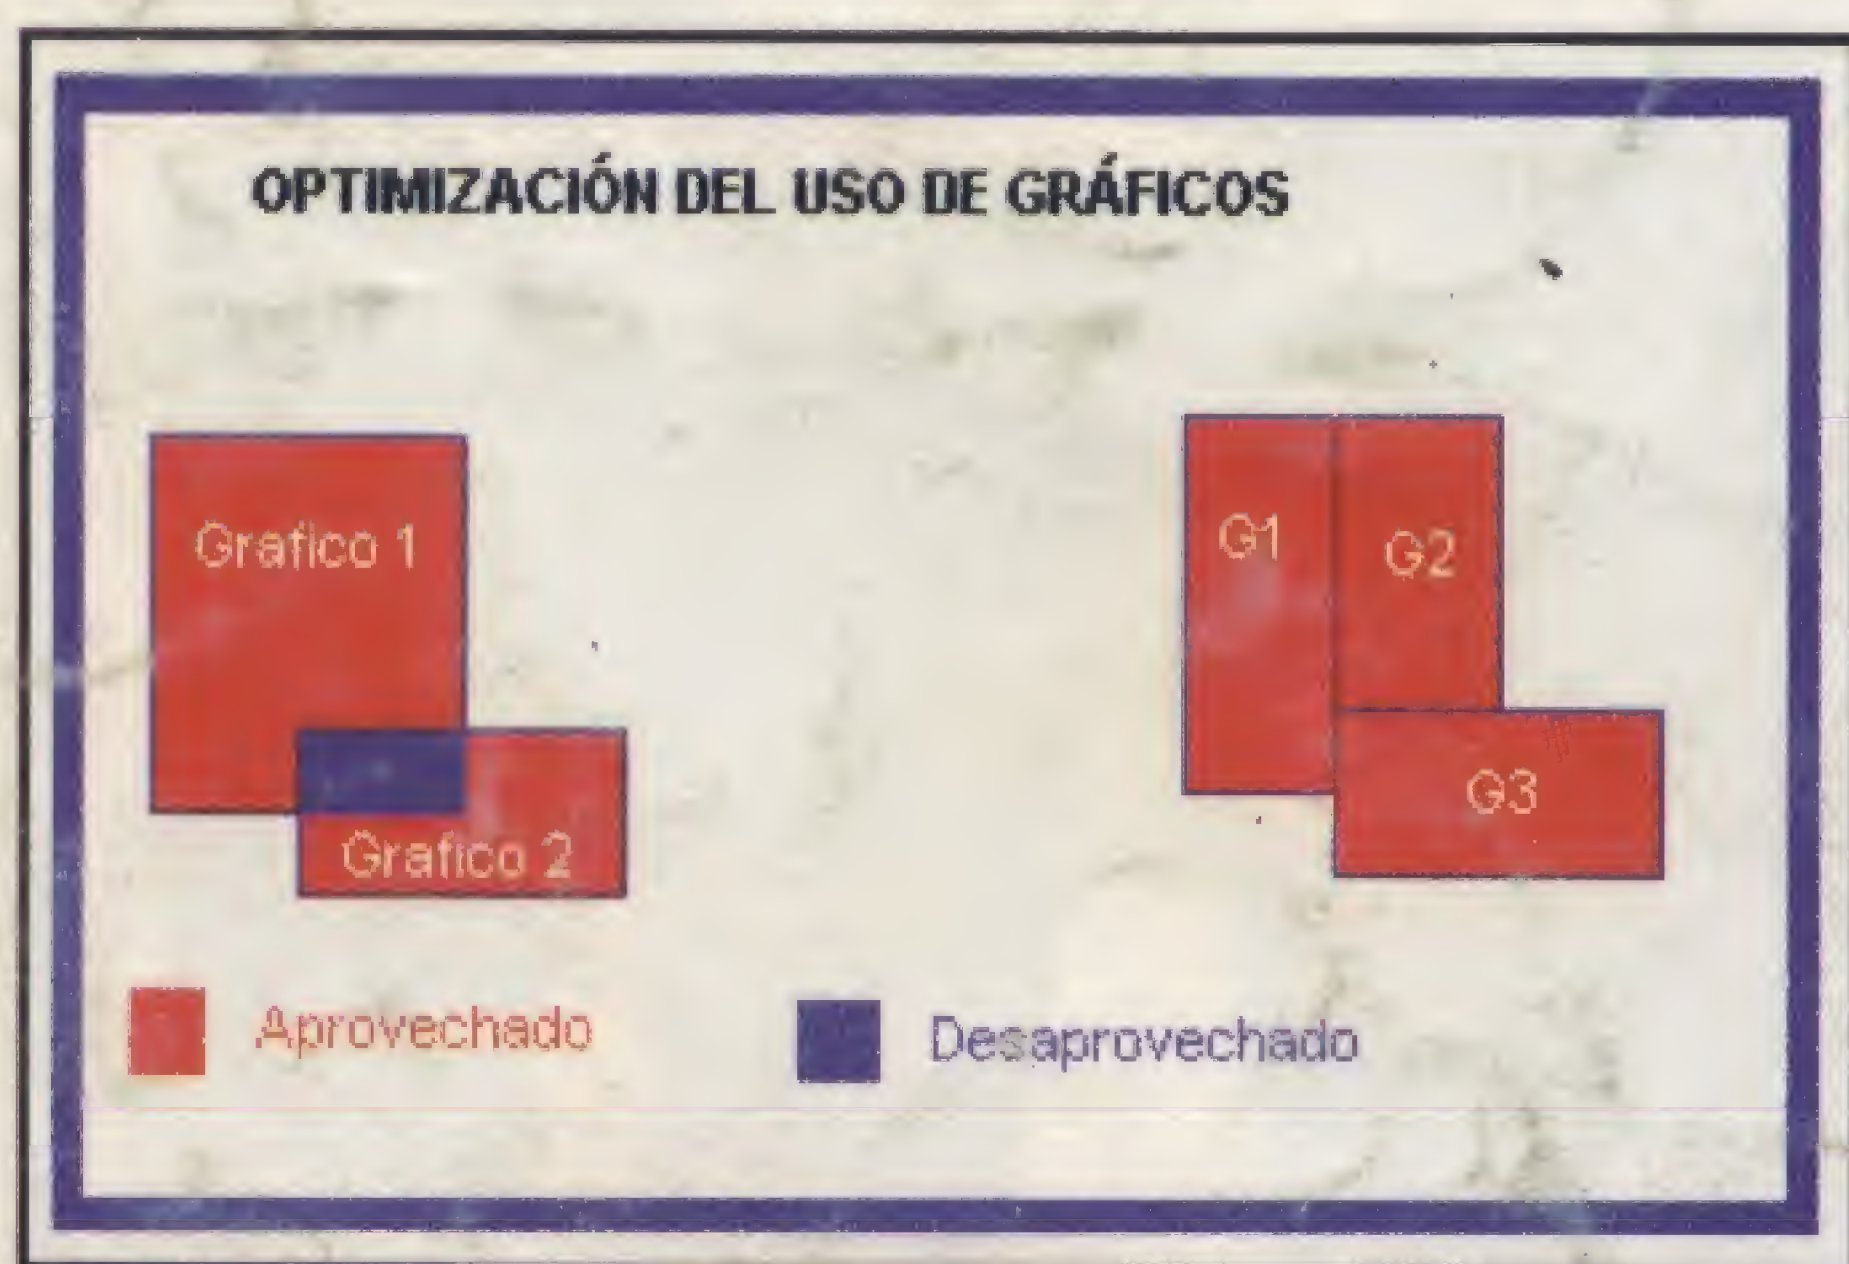 OPTIMIZACIÓN DEL USO DE GRÁFICOS
Grafico 1
Grafico 2
G1
G2
G3
Aprovechado
Desaprovechado